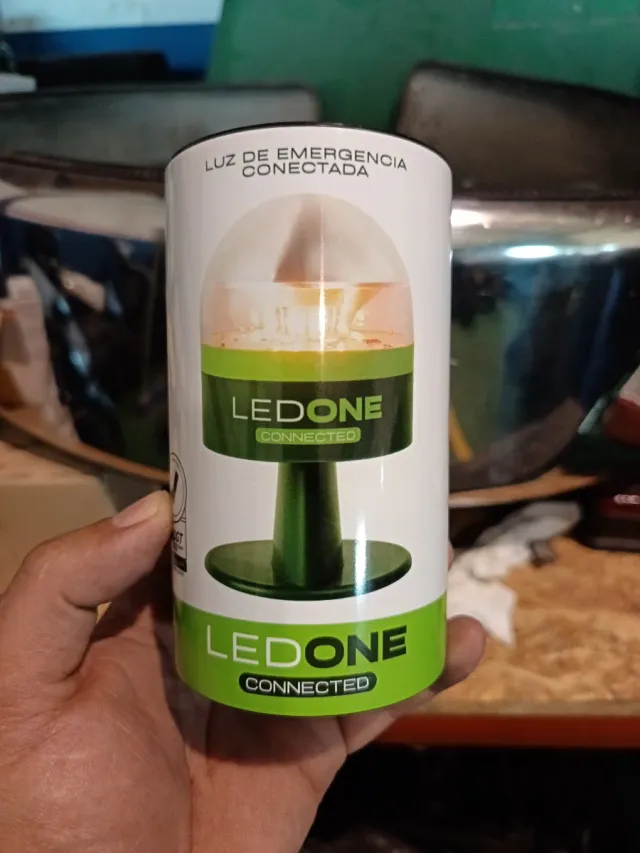 LUZ DE EMERGENCIA
CONECTADA
LEDONE
CONNECTED
LEDONE
CONNECTED